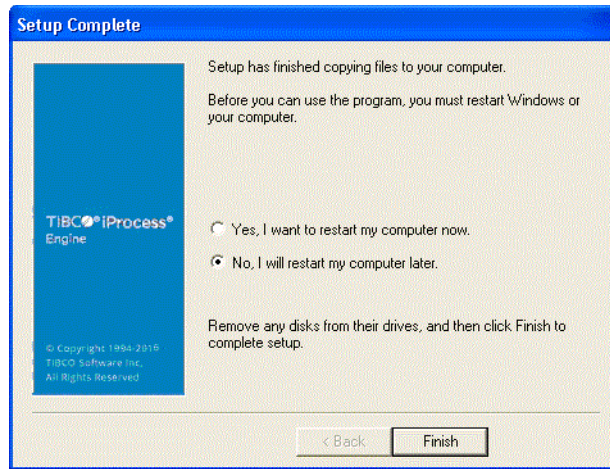 Setup Complete
Setup has finished copying files to your computer.
Before you can use the program, you must restart Windows or
your computer.
TIBCO® iProcess®
Engine
Yes, I want to restart my computer now.
No, I will restart my computer later.
Remove any disks from their drives, and then click Finish to
complete setup.
© Copyright 1994-2016
TIBCO Software Inc.
All Rights Reserved
< Back
Finish